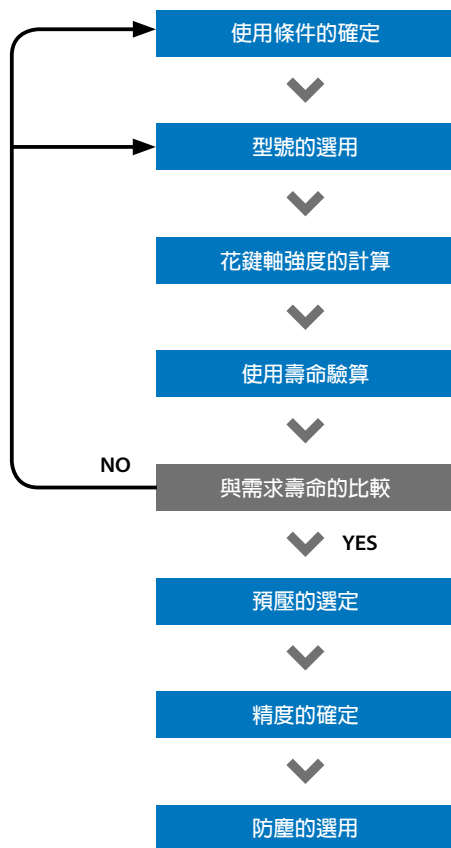 使用條件的確定
型號的選用
花鍵軸強度的計算
使用壽命驗算
NO
與需求壽命的比較
YES
預壓的選定
精度的確定
防塵的選用